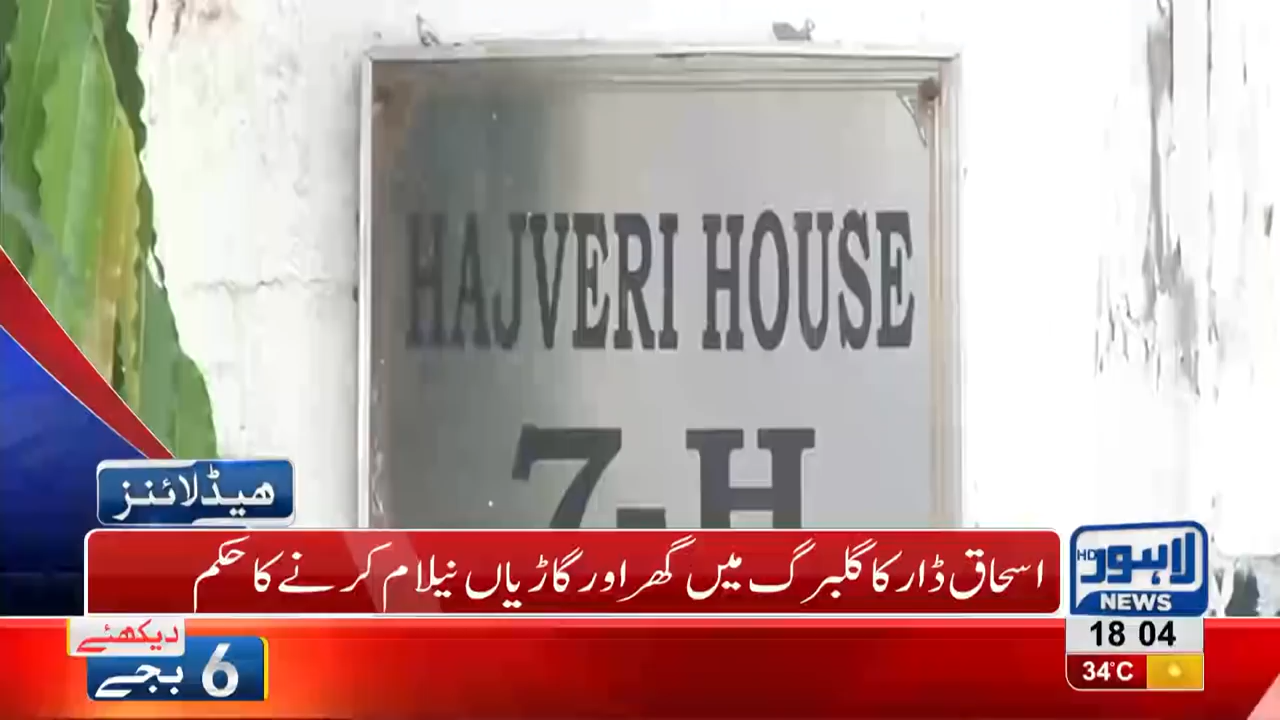 HAJVERI HOUSE
7-H
ھیڈلائنز
اسحاق ڈار کا گلبرگ میں گھر اور گاڑیاں نیلام کرنے کا حکم
HD لاہور
NEWS
دیکھئے
6 بجے
18 04
34°C